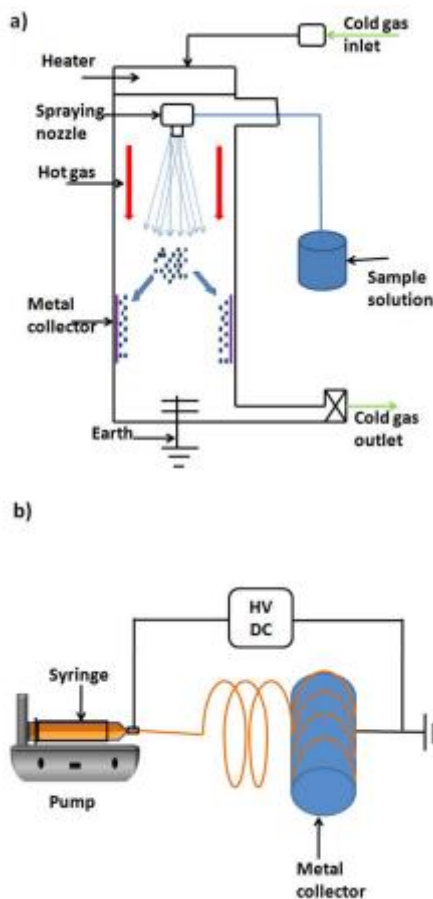 a)
Cold gas
inlet
Heater
Spraying
nozzle
Hot gas
Sample
solution
Metal
collector
Earth
Cold gas
outlet
b)
HV
DC
Syringe
Pump
Metal
collector